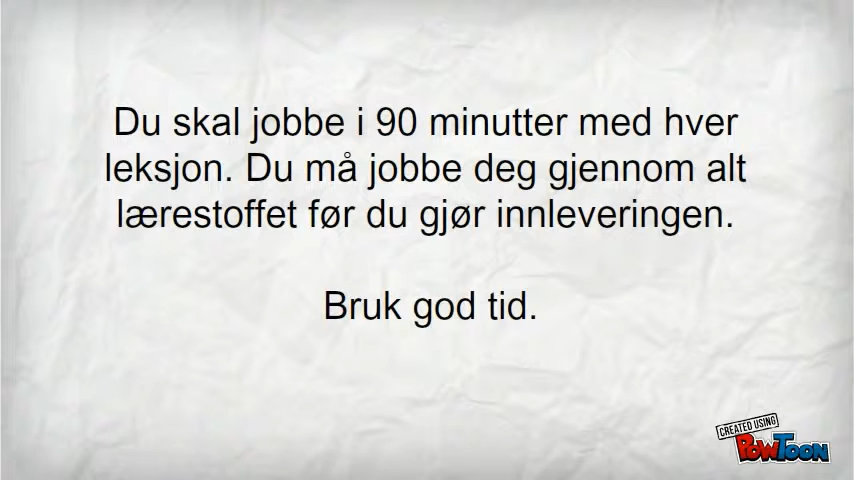 Du skal jobbe i 90 minutter med hver
leksjon. Du må jobbe deg gjennom alt
lærestoffet før du gjør innleveringen.
Bruk god tid.
CREATED USING
POWTOON